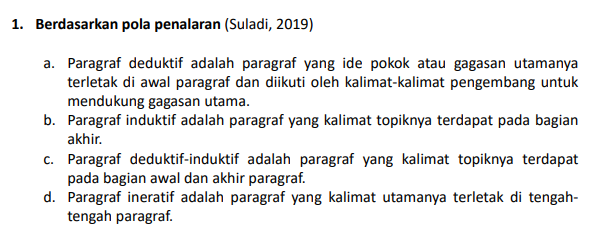 1. Berdasarkan pola penalaran (Suladi, 2019)
a. Paragraf deduktif adalah paragraf yang ide pokok atau gagasan utamanya
terletak di awal paragraf dan diikuti oleh kalimat-kalimat pengembang untuk
mendukung gagasan utama.
b. Paragraf induktif adalah paragraf yang kalimat topiknya terdapat pada bagian
akhir.
c. Paragraf deduktif-induktif adalah paragraf yang kalimat topiknya terdapat
pada bagian awal dan akhir paragraf.
d. Paragraf ineratif adalah paragraf yang kalimat utamanya terletak di tengah-
tengah paragraf.